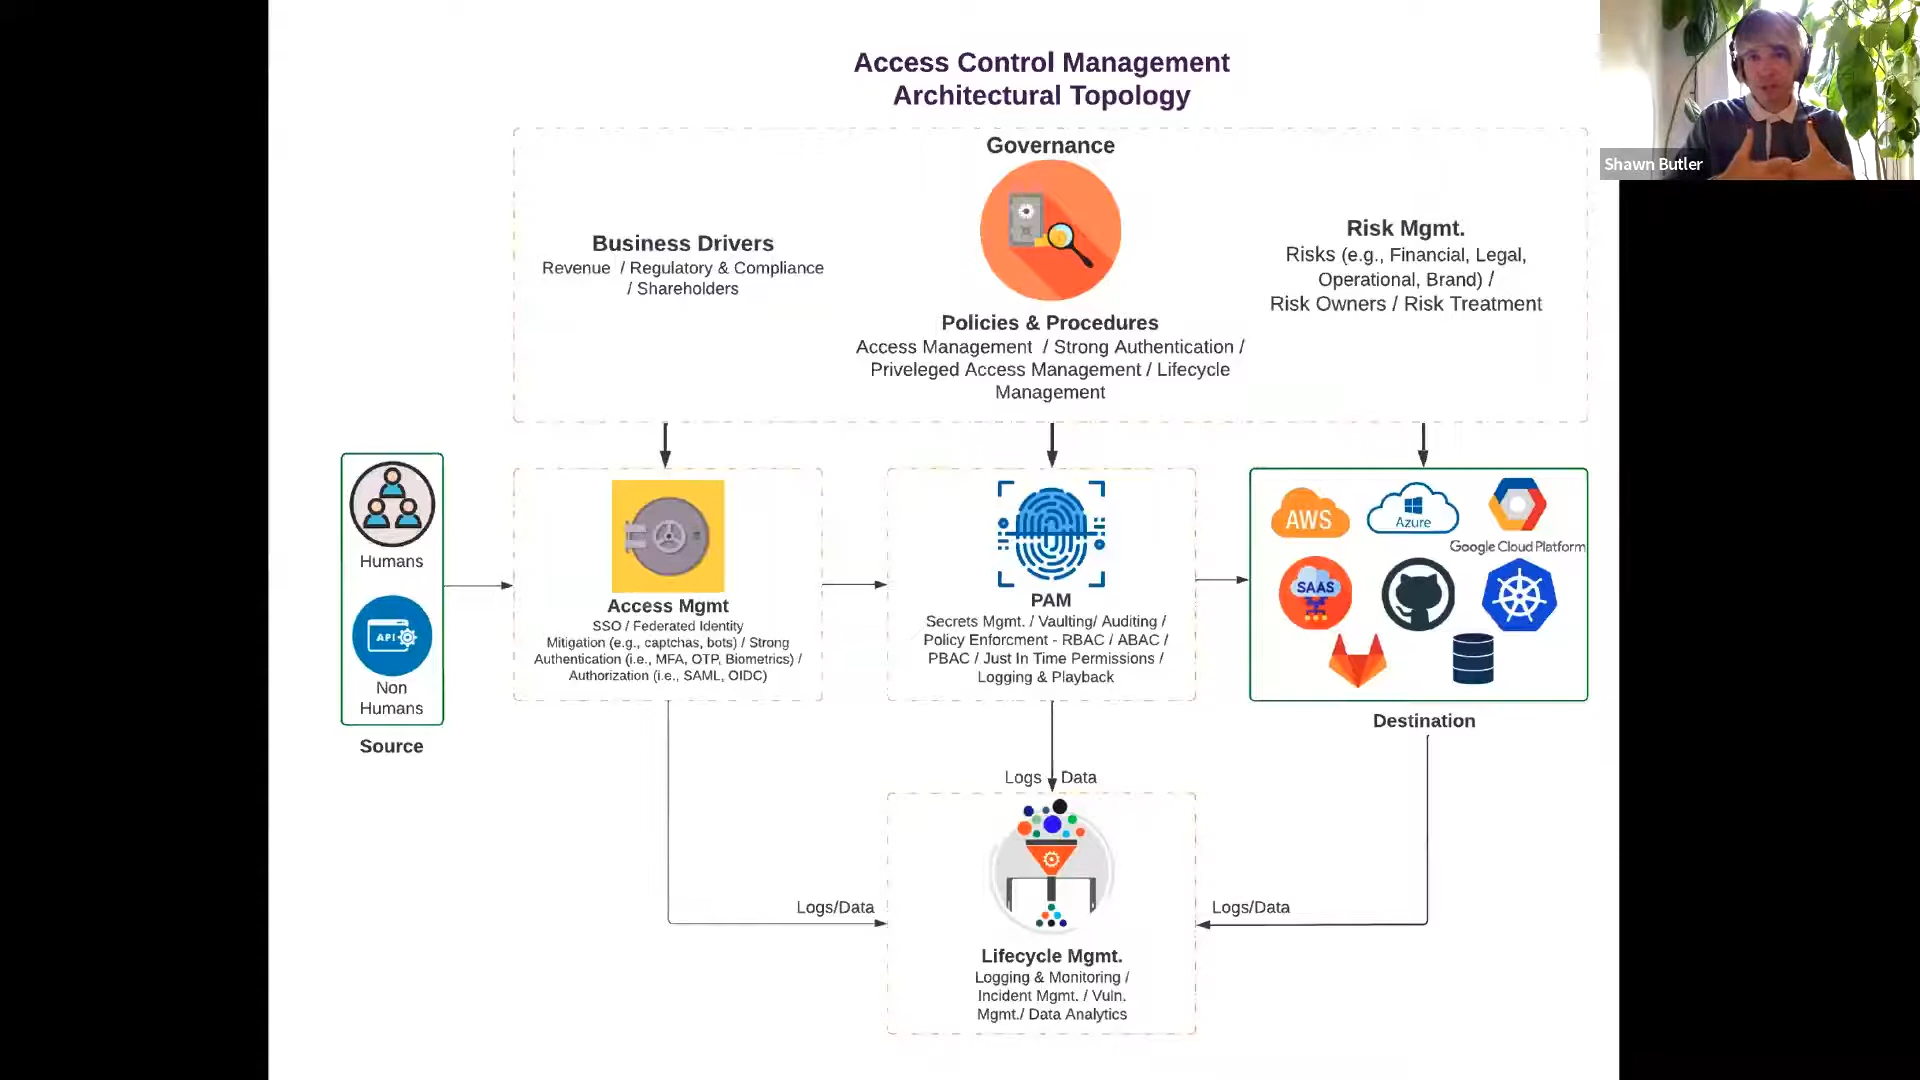 Access Control Management
Architectural Topology
Shawn Butler
Governance
Business Drivers
Revenue / Regulatory & Compliance
/ Shareholders
Risk Mgmt.
Risks (e.g., Financial, Legal,
Operational, Brand) /
Risk Owners / Risk Treatment
Policies & Procedures
Access Management / Strong Authentication /
Priveleged Access Management / Lifecycle
Management
Humans
API
Non
Humans
Source
Access Mgmt
SSO / Federated Identity
Mitigation (e.g., captchas, bots) / Strong
Authentication (i.e., MFA, OTP, Biometrics) /
Authorization (i.e., SAML, OIDC)
PAM
Secrets Mgmt. / Vaulting/ Auditing /
Policy Enforcment - RBAC / ABAC /
PBAC / Just In Time Permissions /
Logging & Playback
AWS
Azure
Google Cloud Platform
SAAS
Destination
Logs Data
Logs/Data
Logs/Data
Lifecycle Mgmt.
Logging & Monitoring /
Incident Mgmt. / Vuln.
Mgmt./ Data Analytics